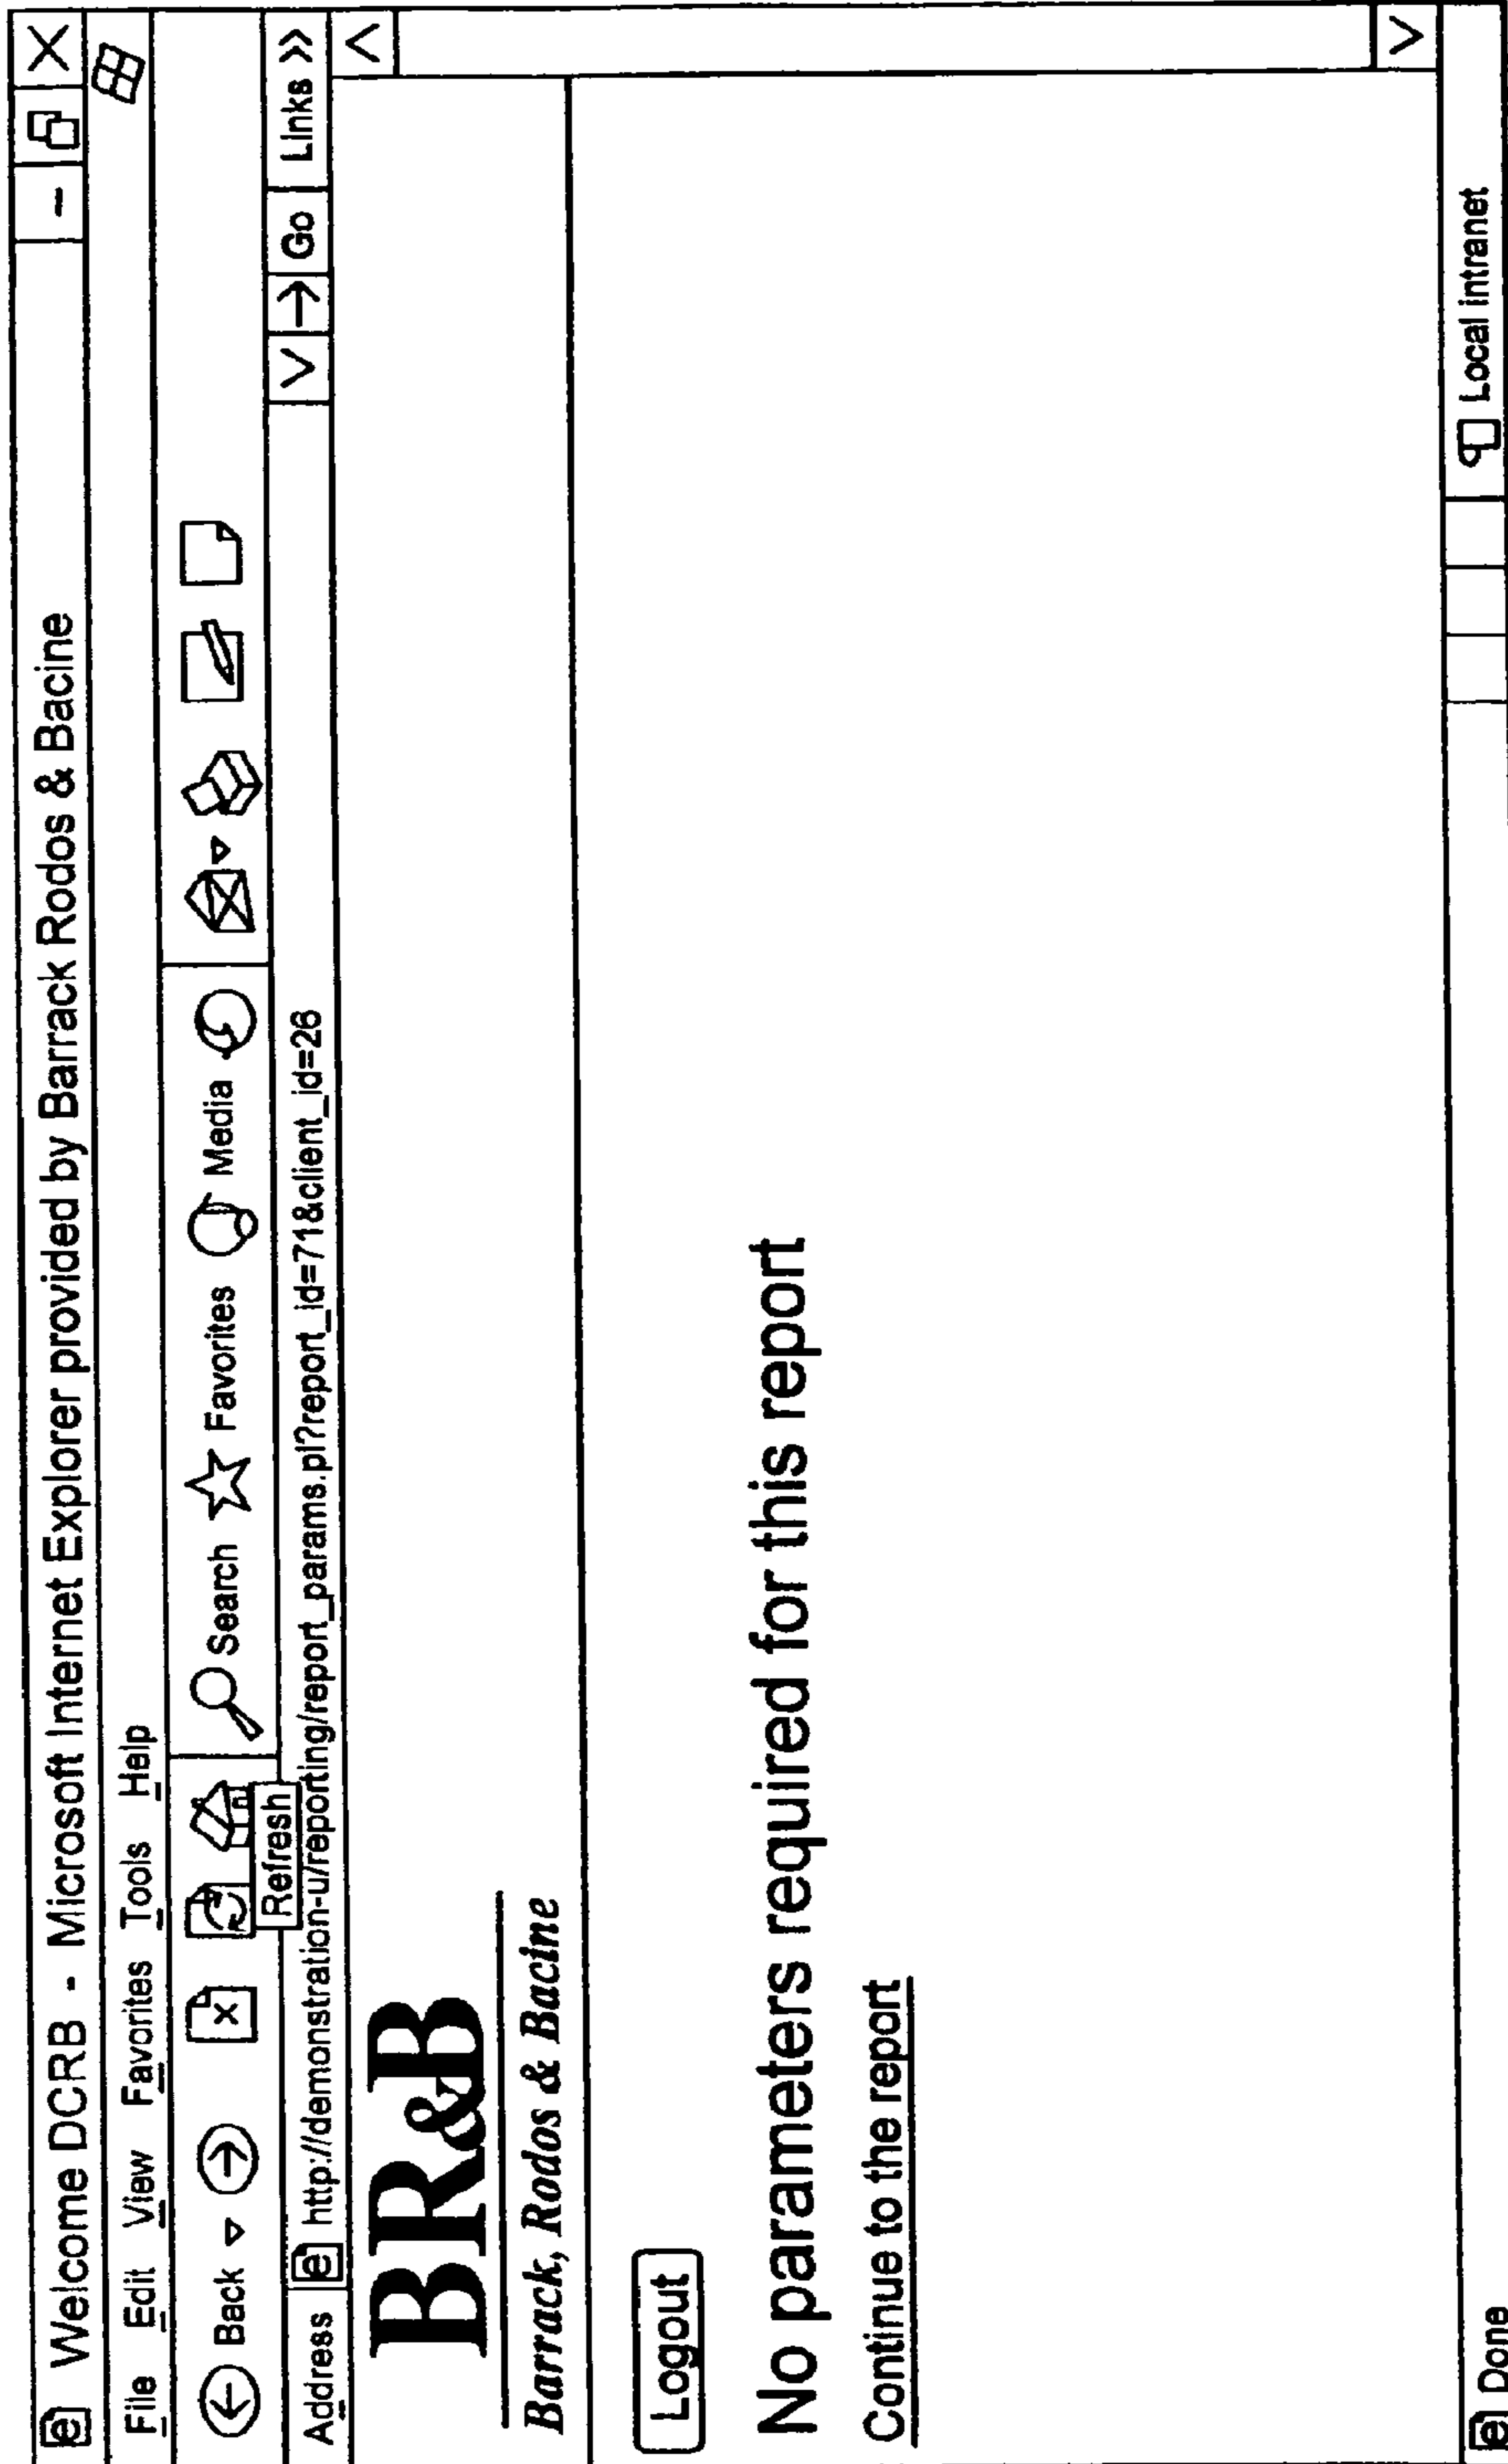 Welcome DCRB - Microsoft Internet Explorer provided by Barrack Rodos & Bacine
File Edit View Favorites Tools Help
Back Search Favorites Media
Refresh
Address http://demonstration-u/reporting/report_params.pl?report_id=71&client_id=26 Go Links >>
BR&B
Barrack, Rodos & Bacine
Logout
No parameters required for this report
Continue to the report
Done Local intranet